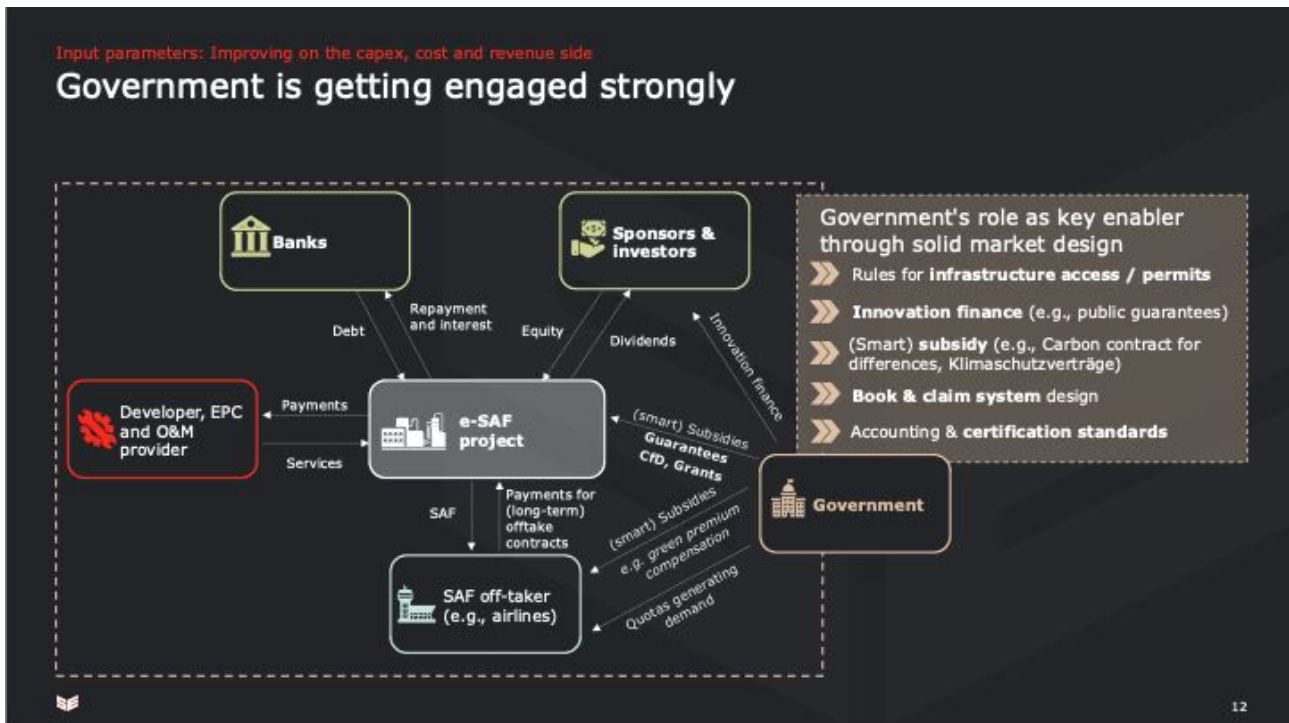 Input parameters: Improving on the capex, cost and revenue side
Government is getting engaged strongly
Banks
Sponsors &
investors
Government's role as key enabler
through solid market design
Rules for infrastructure access / permits
Innovation finance (e.g., public guarantees)
(Smart) subsidy (e.g., Carbon contract for
differences, Klimaschutzverträge)
Book & claim system design
Accounting & certification standards
Debt
Repayment
and interest
Equity
Dividends
Innovation finance
Developer, EPC
and O&M
provider
Payments
Services
e-SAF
project
(smart) Subsidies
Guarantees
CfD, Grants
Government
SAF
Payments for
(long-term)
offtake
contracts
(smart) Subsidies
e.g. green premium
compensation
Quotas generating
demand
SAF off-taker
(e.g., airlines)
SE
12